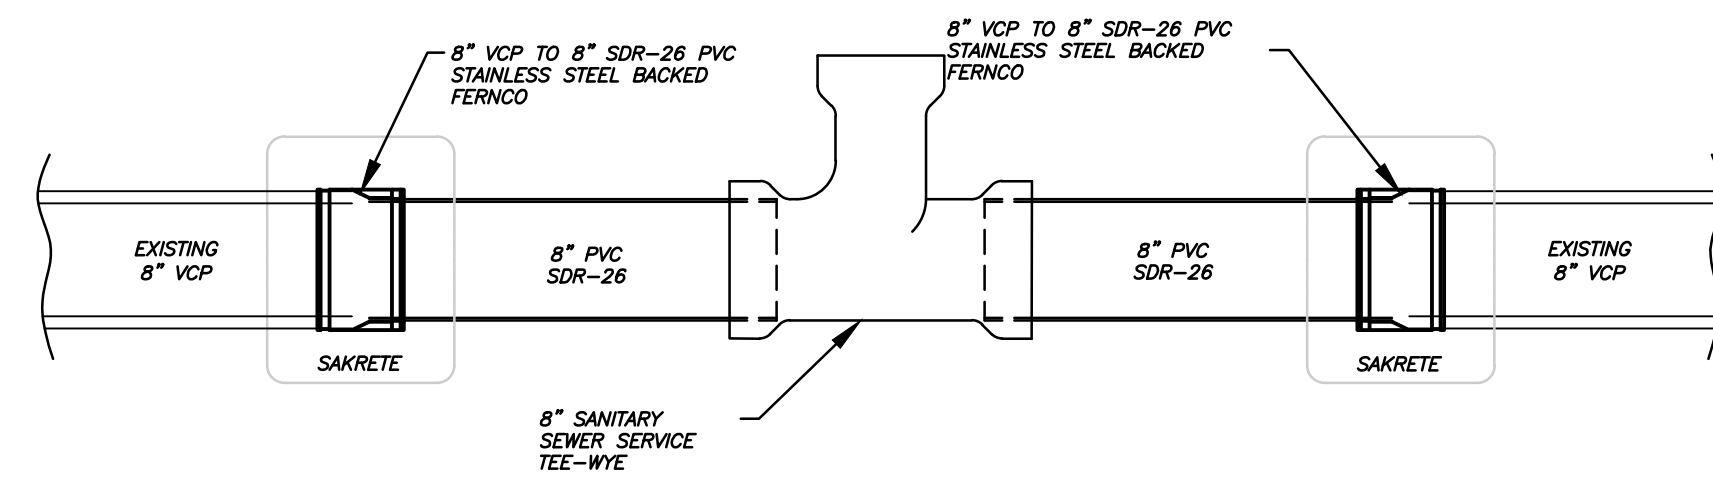 8” VCP TO 8” SDR-26 PVC
STAINLESS STEEL BACKED
FERNCO
8” VCP TO 8” SDR-26 PVC
STAINLESS STEEL BACKED
FERNCO
EXISTING
8” VCP
8” PVC
SDR-26
8” PVC
SDR-26
EXISTING
8” VCP
SAKRETE
SAKRETE
8” SANITARY
SEWER SERVICE
TEE-WYE